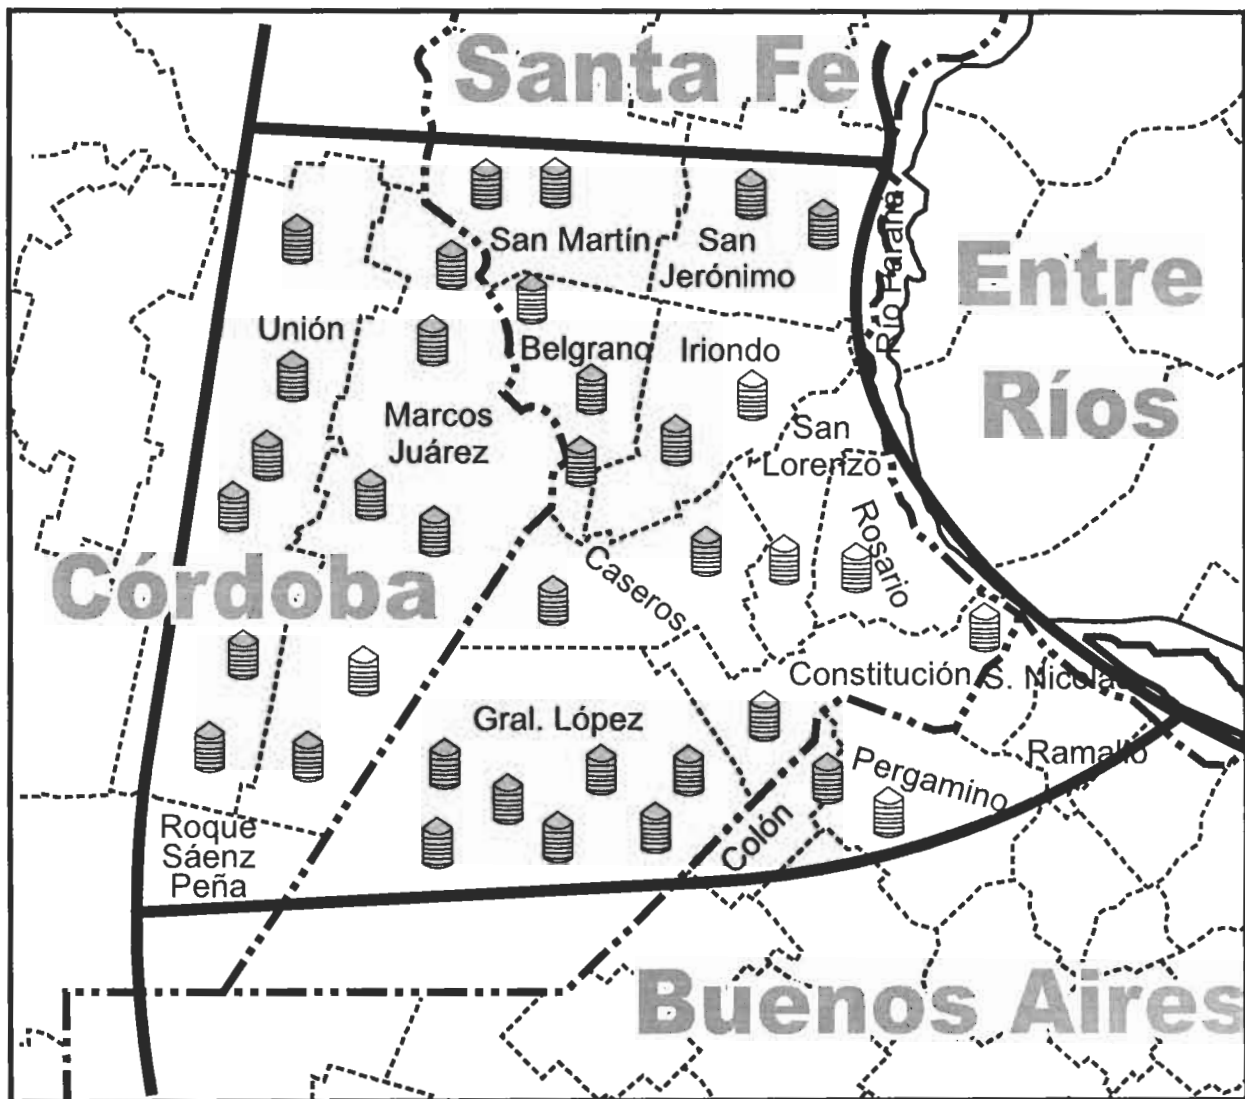 Santa Fe
Río Paraná
San Martín
San
Jerónimo
Entre
Ríos
Unión
Belgrano
Iriondo
Marcos
Juárez
San
Lorenzo
Rosario
Córdoba
Caseros
Constitución
S. Nicolás
Gral. López
Ramallo
Pergamino
Colón
Roque
Sáenz
Peña
Buenos Aires